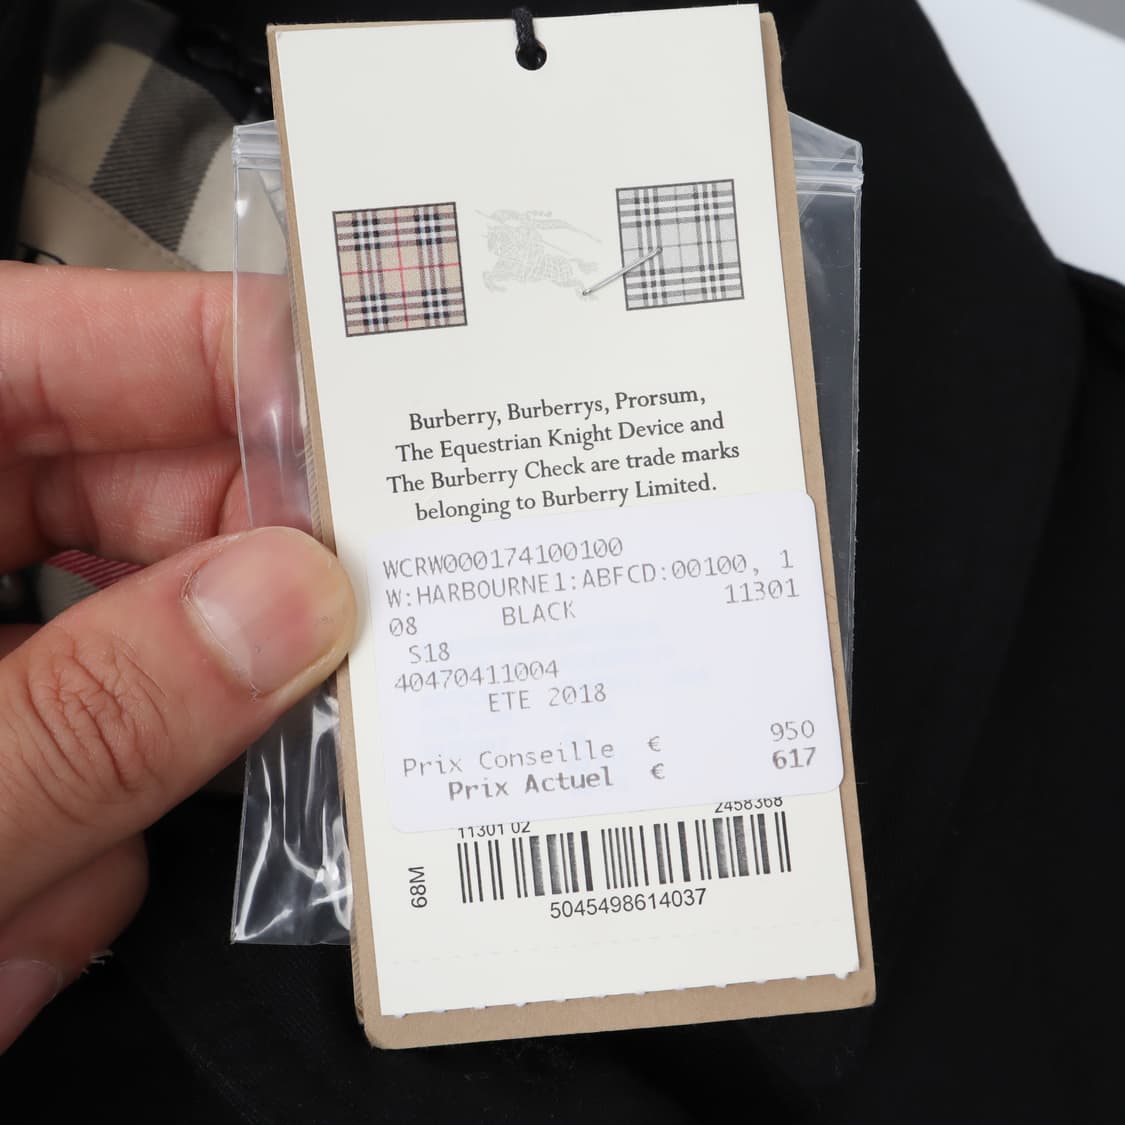 Burberry, Burberrys, Prorsum,
The Equestrian Knight Device and
The Burberry Check are trade marks
belonging to Burberry Limited.
WCRW000174100100
W:HARBOURNE1:ABFCD:00100, 1
08 BLACK 11301
S18
40470411004
ETE 2018
Prix Conseille € 950
Prix Actuel € 617
11301 02 2458368
68M
5045498614037